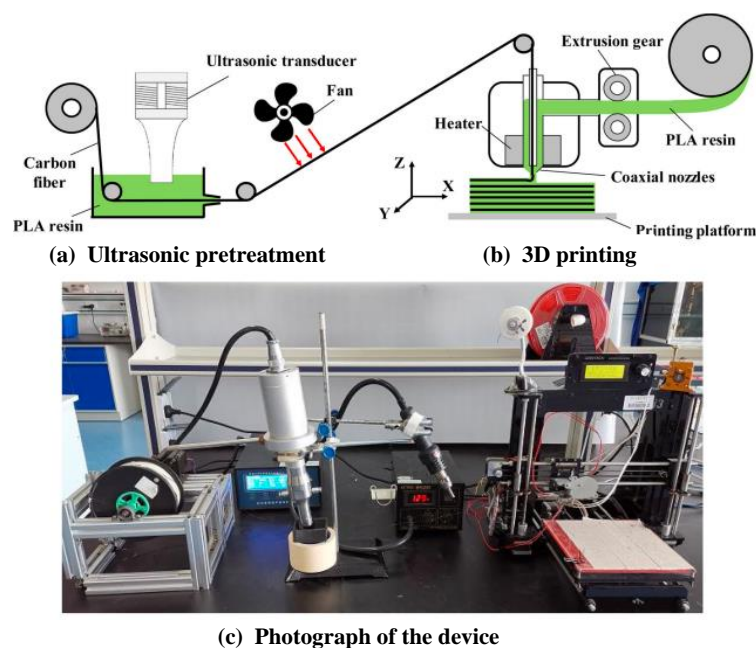 Ultrasonic transducer
Fan
Carbon
fiber
PLA resin
(a) Ultrasonic pretreatment
Extrusion gear
Heater
PLA resin
Coaxial nozzles
Z
X
Y
Printing platform
(b) 3D printing
(c) Photograph of the device